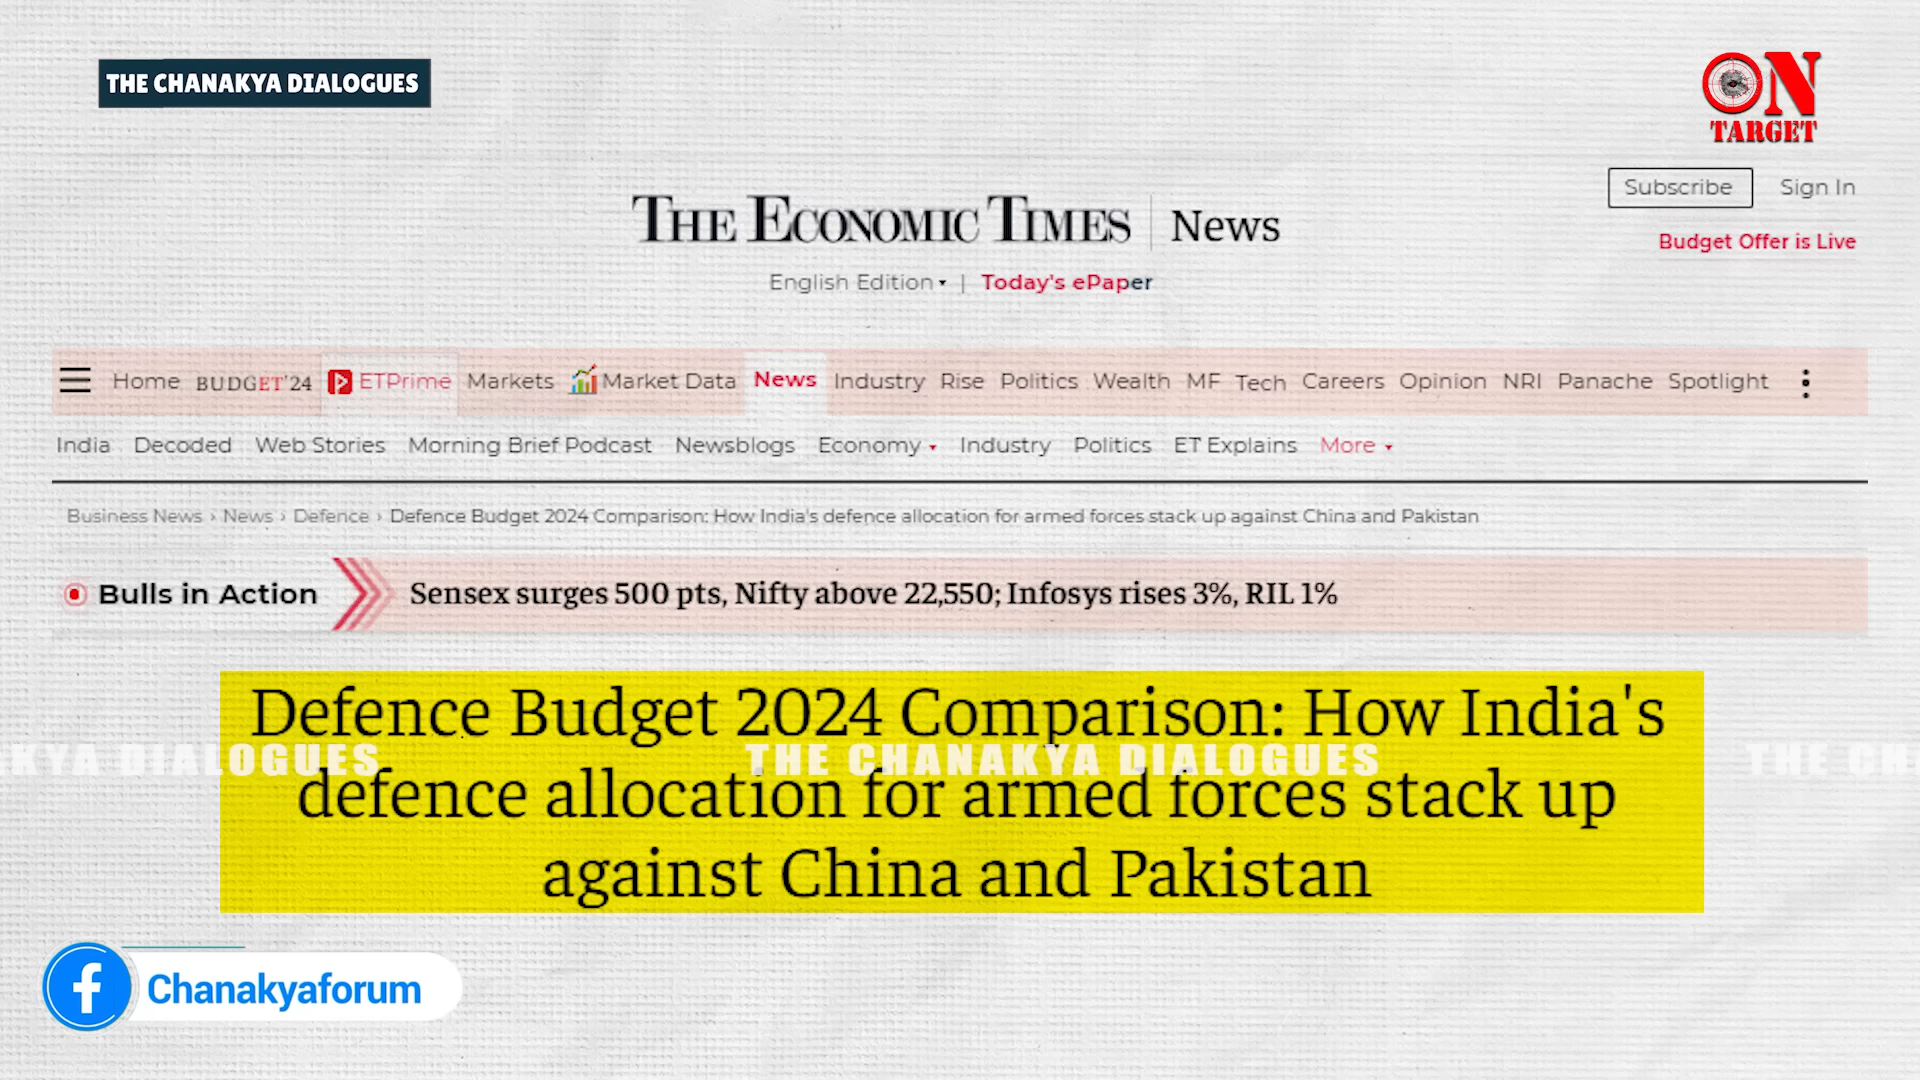 THE CHANAKYA DIALOGUES
ON
TARGET
Subscribe Sign In
THE ECONOMIC TIMES | News
Budget Offer is Live
English Edition | Today's ePaper
Home BUDGET'24 ETPrime Markets Market Data News Industry Rise Politics Wealth MF Tech Careers Opinion NRI Panache Spotlight
India Decoded Web Stories Morning Brief Podcast Newsblogs Economy Industry Politics ET Explains More
Business News › News › Defence › Defence Budget 2024 Comparison: How India's defence allocation for armed forces stack up against China and Pakistan
Bulls in Action Sensex surges 500 pts, Nifty above 22,550; Infosys rises 3%, RIL 1%
Defence Budget 2024 Comparison: How India's
KYA DIALOGUES THE CHANAKYA DIALOGUES THE CH
defence allocation for armed forces stack up
against China and Pakistan
f Chanakyaforum